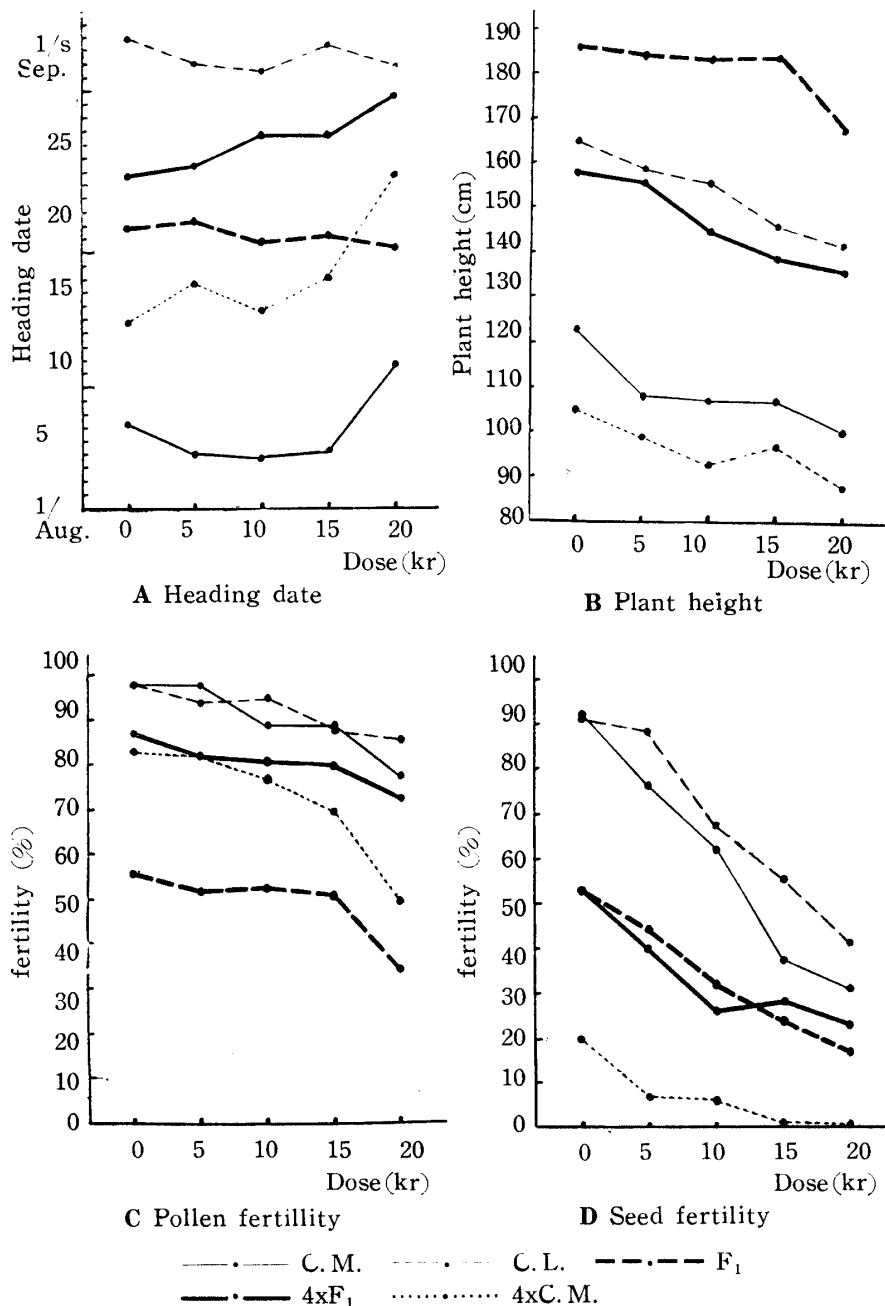 1/s
Sep.
25
20
15
10
5
1/
Aug.
Heading date
0 5 10 15 20
Dose(kr)
A Heading date
190
180
170
160
150
140
130
120
110
100
90
80
Plant height(cm)
0 5 10 15 20
Dose(kr)
B Plant height
100
90
80
70
60
50
40
30
20
10
0
fertility (%)
0 5 10 15 20
Dose(kr)
C Pollen fertillity
100
90
80
70
60
50
40
30
20
10
0
fertility (%)
0 5 10 15 20
Dose(kr)
D Seed fertility
C. M. C. L. F₁
4xF₁ 4xC. M.